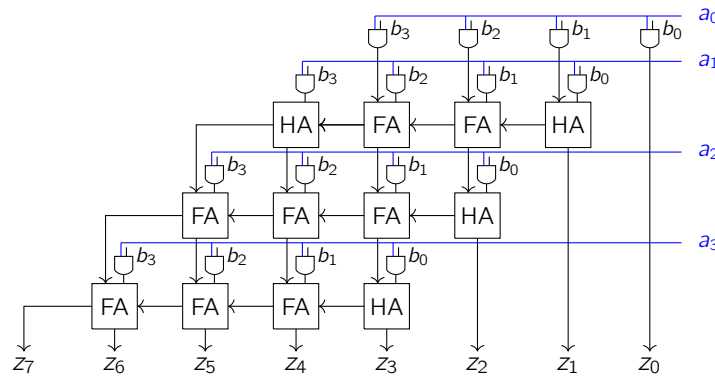 a₀
b₃ b₂ b₁ b₀
a₁
b₃ b₂ b₁ b₀
HA FA FA HA
a₂
b₃ b₂ b₁ b₀
FA FA FA HA
a₃
b₃ b₂ b₁ b₀
FA FA FA HA
z₇ z₆ z₅ z₄ z₃ z₂ z₁ z₀